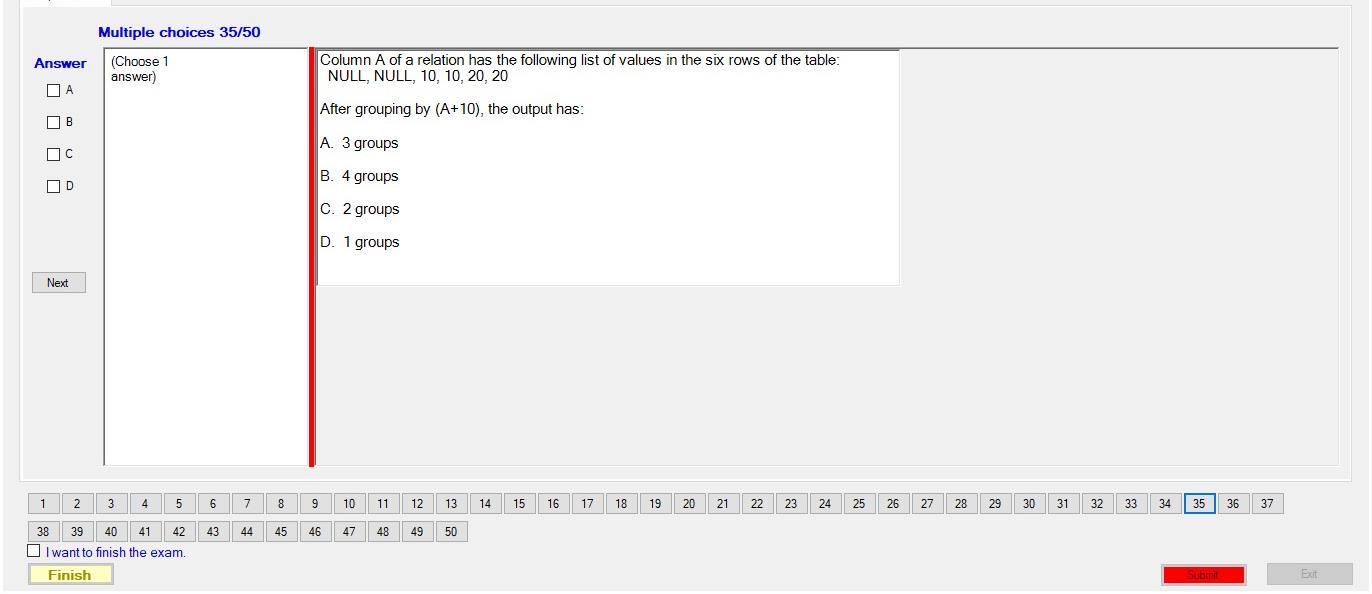 Multiple choices 35/50
Answer
(Choose 1
answer)
A
B
C
D
Next
Column A of a relation has the following list of values in the six rows of the table:
NULL, NULL, 10, 10, 20, 20
After grouping by (A+10), the output has:
A. 3 groups
B. 4 groups
C. 2 groups
D. 1 groups
1 2 3 4 5 6 7 8 9 10 11 12 13 14 15 16 17 18 19 20 21 22 23 24 25 26 27 28 29 30 31 32 33 34 35 36 37
38 39 40 41 42 43 44 45 46 47 48 49 50
I want to finish the exam.
Finish
Submit
Exit